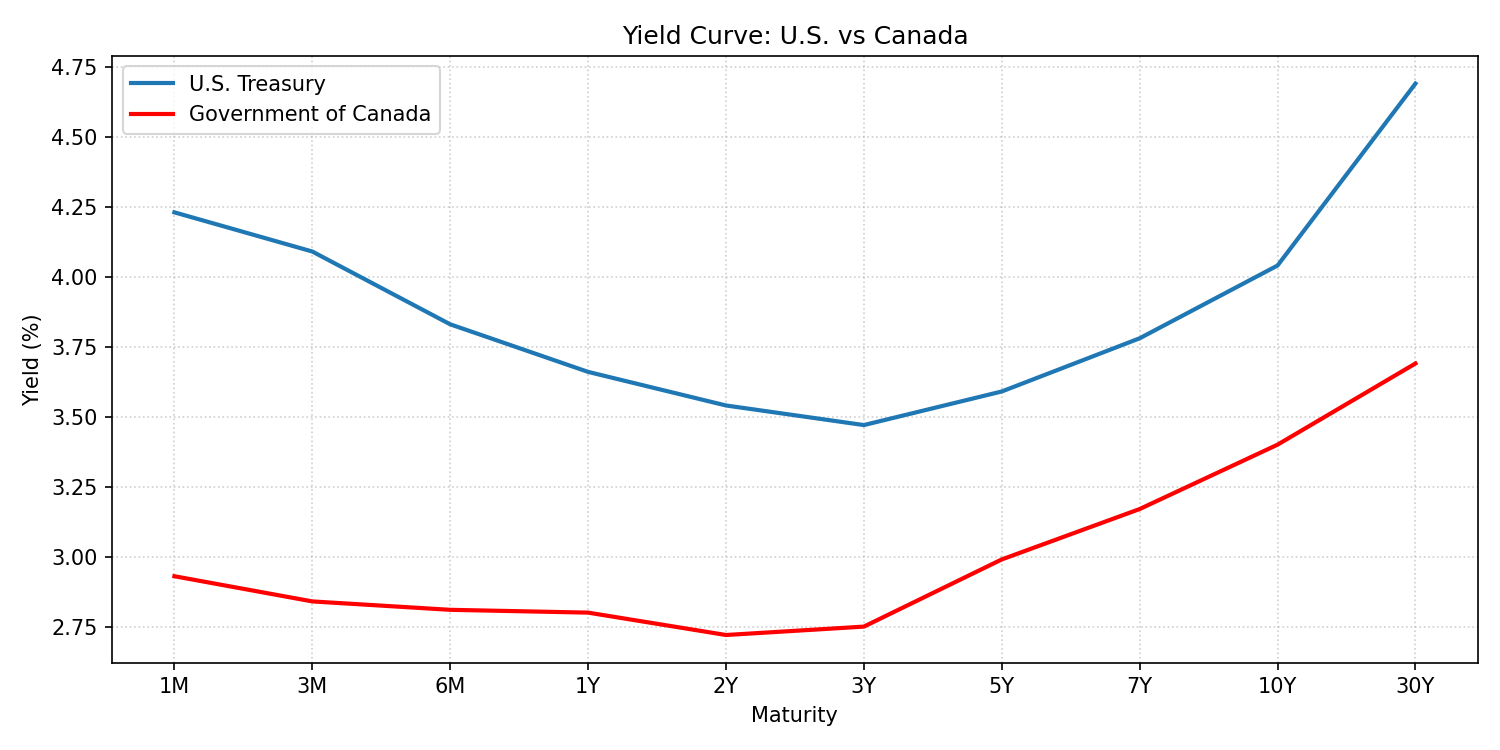 Yield Curve: U.S. vs Canada
U.S. Treasury
Government of Canada
4.75
4.50
4.25
4.00
3.75
3.50
3.25
3.00
2.75
Yield (%)
1M 3M 6M 1Y 2Y 3Y 5Y 7Y 10Y 30Y
Maturity